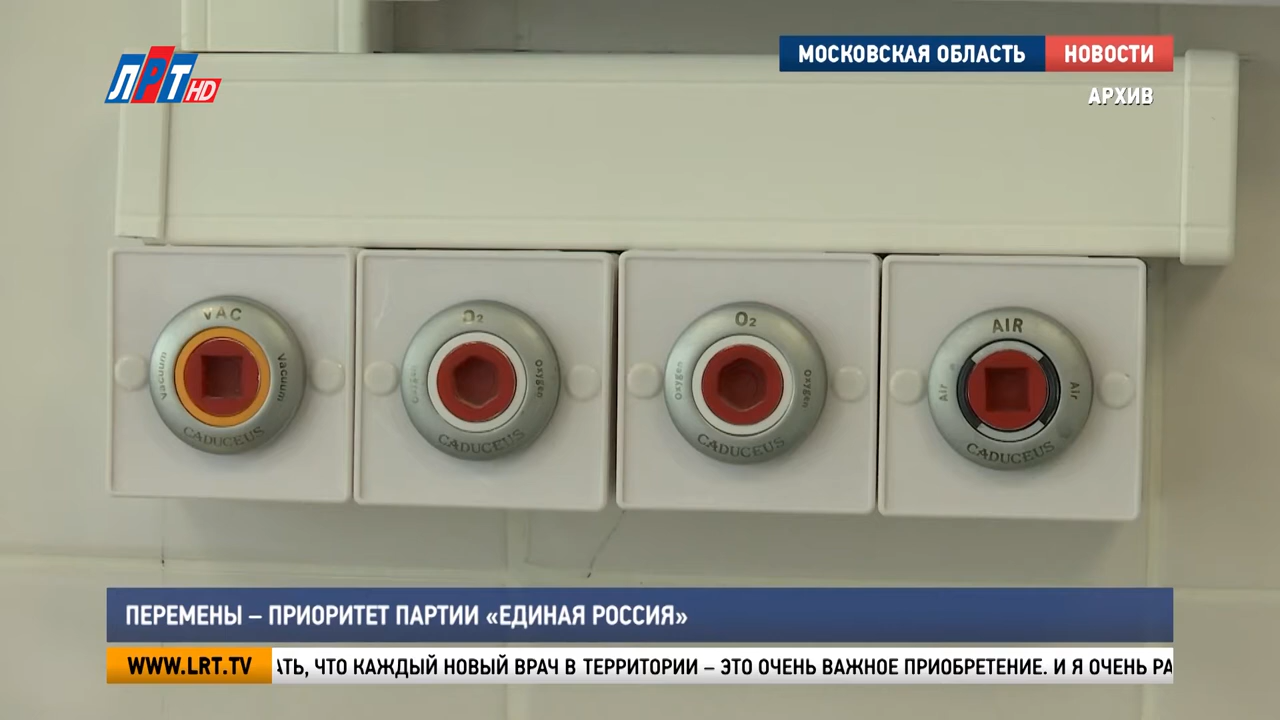 ЛРТ HD
МОСКОВСКАЯ ОБЛАСТЬ НОВОСТИ
АРХИВ
VAC
vacuum vacuum
CADUCEUS
O₂
Oxygen Oxygen
CADUCEUS
O₂
Oxygen Oxygen
CADUCEUS
AIR
Air Air
CADUCEUS
ПЕРЕМЕНЫ – ПРИОРИТЕТ ПАРТИИ «ЕДИНАЯ РОССИЯ»
WWW.LRT.TV АТЬ, ЧТО КАЖДЫЙ НОВЫЙ ВРАЧ В ТЕРРИТОРИИ – ЭТО ОЧЕНЬ ВАЖНОЕ ПРИОБРЕТЕНИЕ. И Я ОЧЕНЬ РА